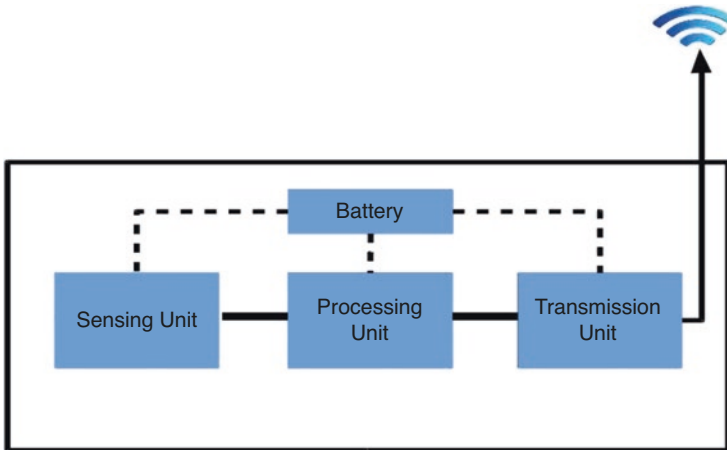 Battery
Sensing Unit
Processing
Unit
Transmission
Unit